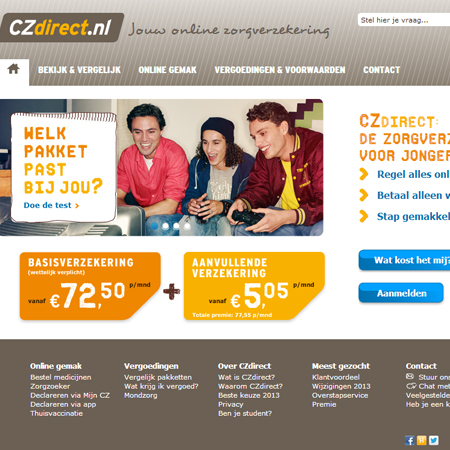 CZdirect.nl Jouw online zorgverzekering
Stel hier je vraag...
BEKIJK & VERGELIJK ONLINE GEMAK VERGOEDINGEN & VOORWAARDEN CONTACT
WELK
PAKKET
PAST
BIJ JOU?
Doe de test >
CZDIRECT:
DE ZORGVERZ
VOOR JONGER
Regel alles onl
Betaal alleen w
Stap gemakkel
BASISVERZEKERING
(wettelijk verplicht)
vanaf €72,50 p/mnd
+
AANVULLENDE
VERZEKERING
vanaf €5,05 p/mnd
Totale premie: 77,55 p/mnd
Wat kost het mij?
Aanmelden
Online gemak
Bestel medicijnen
Zorgzoeker
Declareren via Mijn CZ
Declareren via app
Thuisvaccinatie
Vergoedingen
Vergelijk pakketten
Wat krijg ik vergoed?
Mondzorg
Over CZdirect
Wat is CZdirect?
Waarom CZdirect?
Beste keuze 2013
Privacy
Ben je student?
Meest gezocht
Klantvoordeel
Wijzigingen 2013
Overstapservice
Premie
Contact
Stuur ons
Chat met
Veelgestelde
Heb je een k